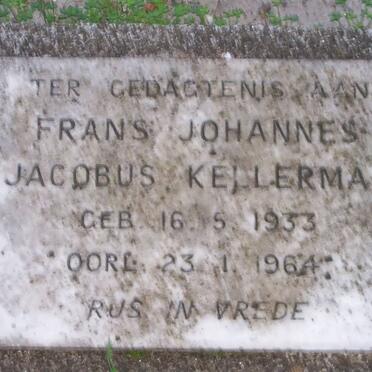 TER GEDAGTENIS AAN
FRANS JOHANNES
JACOBUS KELLERMA
GEB 16. 5. 1933
OORL 23. 1. 1964
RUS IN VREDE